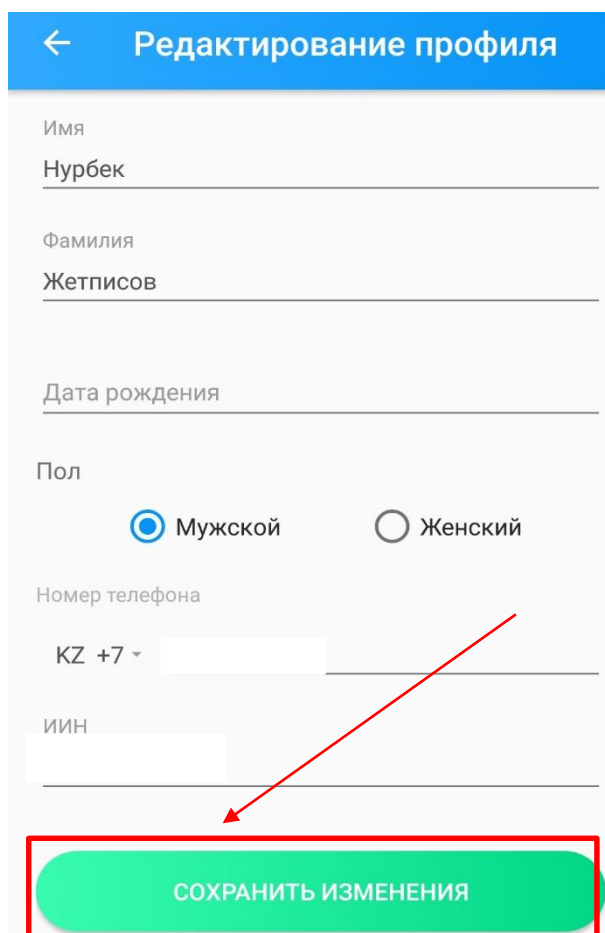 Редактирование профиля
Имя
Нурбек
Фамилия
Жетписов
Дата рождения
Пол
Мужской Женский
Номер телефона
KZ +7
ИИН
СОХРАНИТЬ ИЗМЕНЕНИЯ